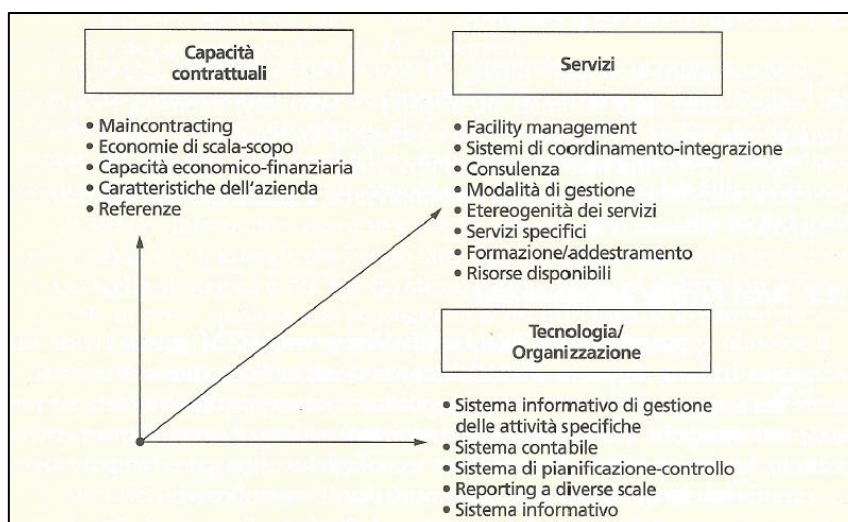 Capacità
contrattuali
• Maincontracting
• Economie di scala-scopo
• Capacità economico-finanziaria
• Caratteristiche dell'azienda
• Referenze
Servizi
• Facility management
• Sistemi di coordinamento-integrazione
• Consulenza
• Modalità di gestione
• Etereogenità dei servizi
• Servizi specifici
• Formazione/addestramento
• Risorse disponibili
Tecnologia/
Organizzazione
• Sistema informativo di gestione
delle attività specifiche
• Sistema contabile
• Sistema di pianificazione-controllo
• Reporting a diverse scale
• Sistema informativo